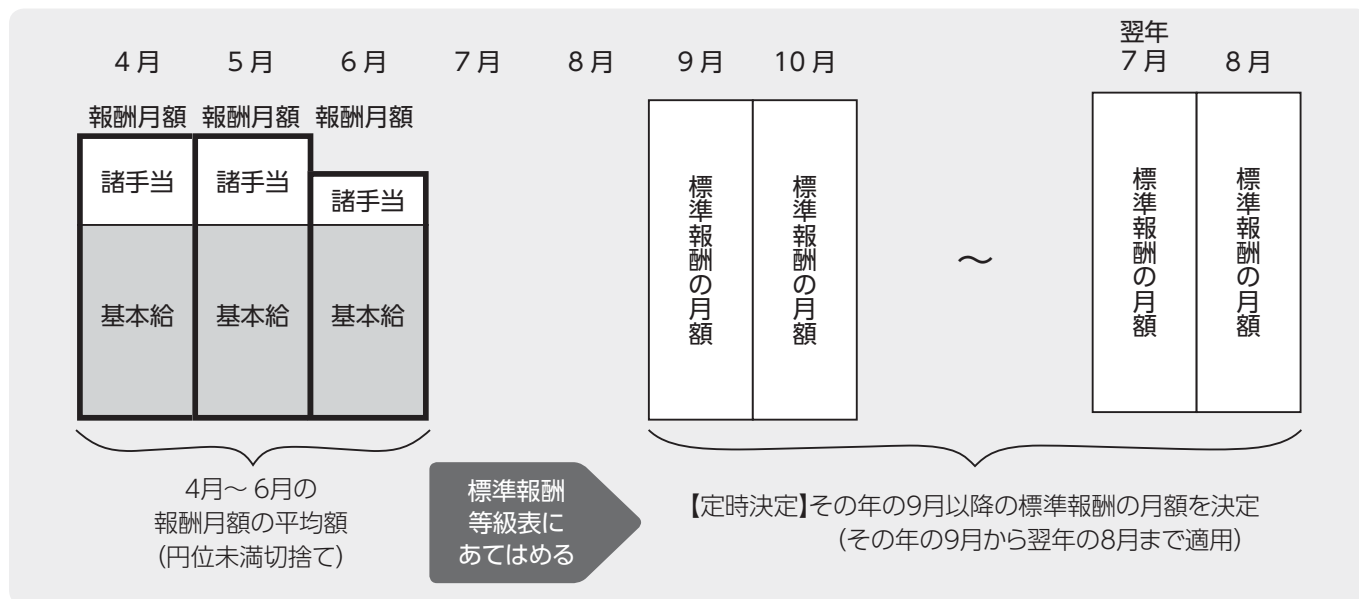 4月
5月
6月
7月
8月
9月
10月
翌年
7月
8月
報酬月額
報酬月額
報酬月額
諸手当
諸手当
諸手当
基本給
基本給
基本給
標準報酬の月額
標準報酬の月額
～
標準報酬の月額
標準報酬の月額
4月～6月の
報酬月額の平均額
(円位未満切捨て)
標準報酬
等級表に
あてはめる
【定時決定】その年の9月以降の標準報酬の月額を決定
(その年の9月から翌年の8月まで適用)